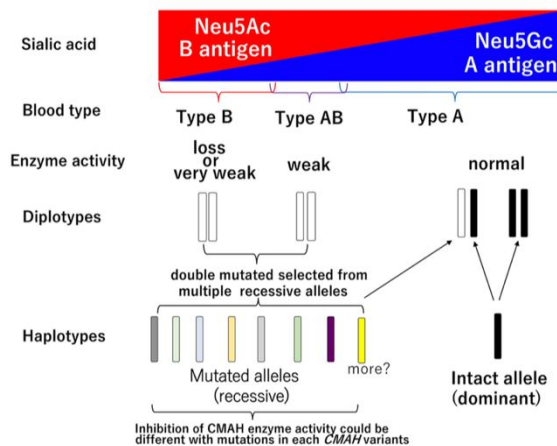 Sialic acid
Neu5Ac
B antigen
Neu5Gc
A antigen
Blood type
Type B
Type AB
Type A
Enzyme activity
loss
or
very weak
weak
normal
Diplotypes
double mutated selected from
multiple recessive alleles
Haplotypes
more?
Mutated alleles
(recessive)
Intact allele
(dominant)
Inhibition of CMAH enzyme activity could be
different with mutations in each CMAH variants